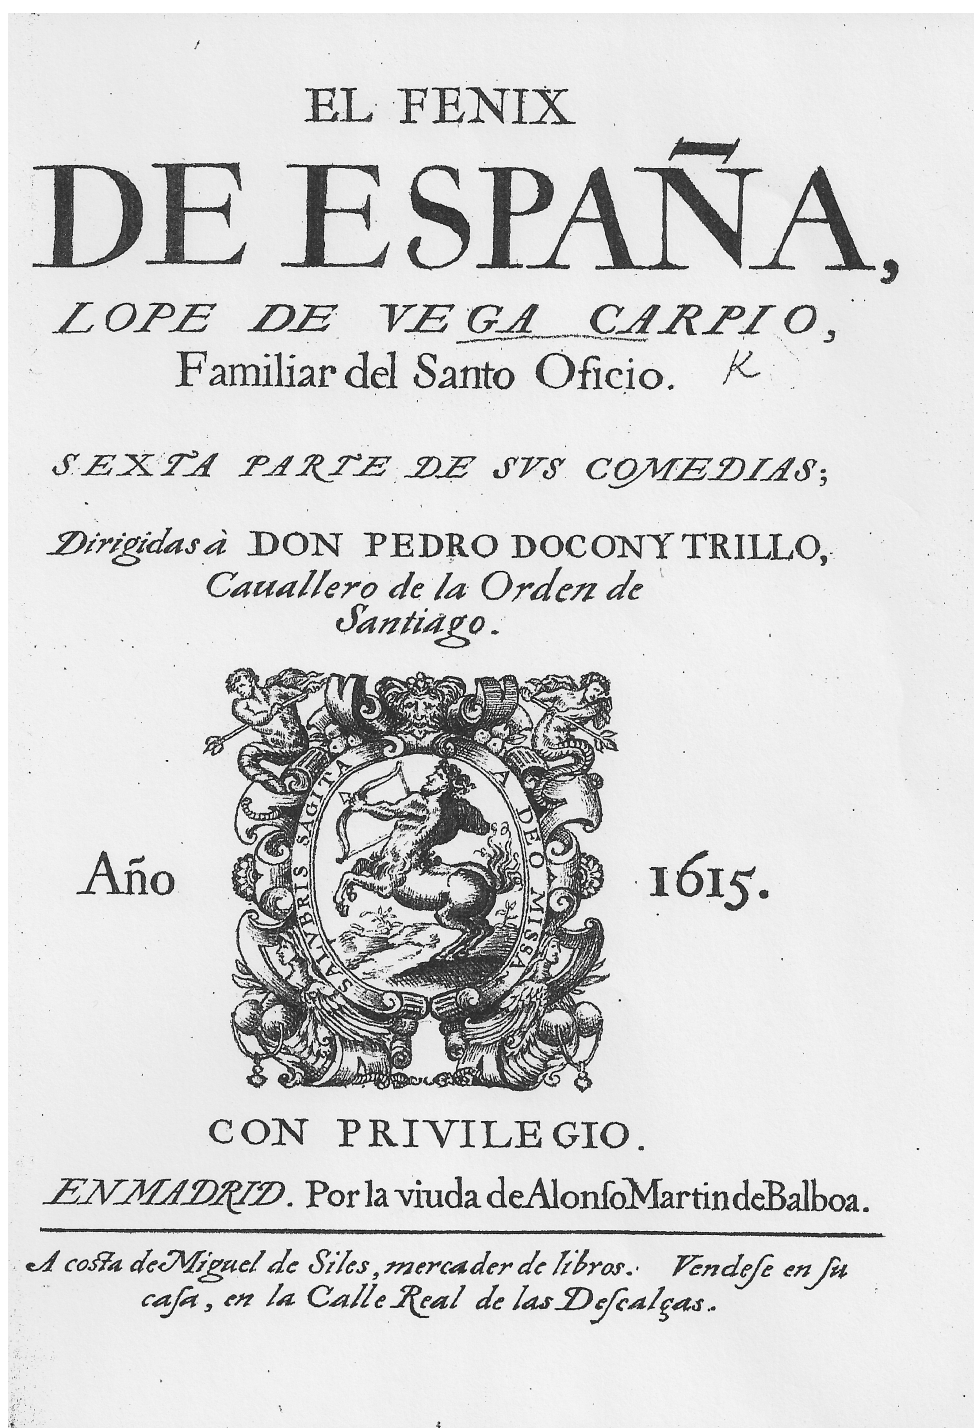 EL FENIX
DE ESPAÑA,
LOPE DE VEGA CARPIO,
Familiar del Santo Oficio. K
SEXTA PARTE DE SVS COMEDIAS;
Dirigidas à DON PEDRO DOCON Y TRILLO,
Cauallero de la Orden de
Santiago.
SALVBRIS SAGITA A DEO MISSA
Año 1615.
CON PRIVILEGIO.
EN MADRID. Por la viuda de Alonſo Martin de Balboa.
A costa de Miguel de Siles, mercader de libros. Vendeſe en ſu
caſa, en la Calle Real de las Deſcalças.